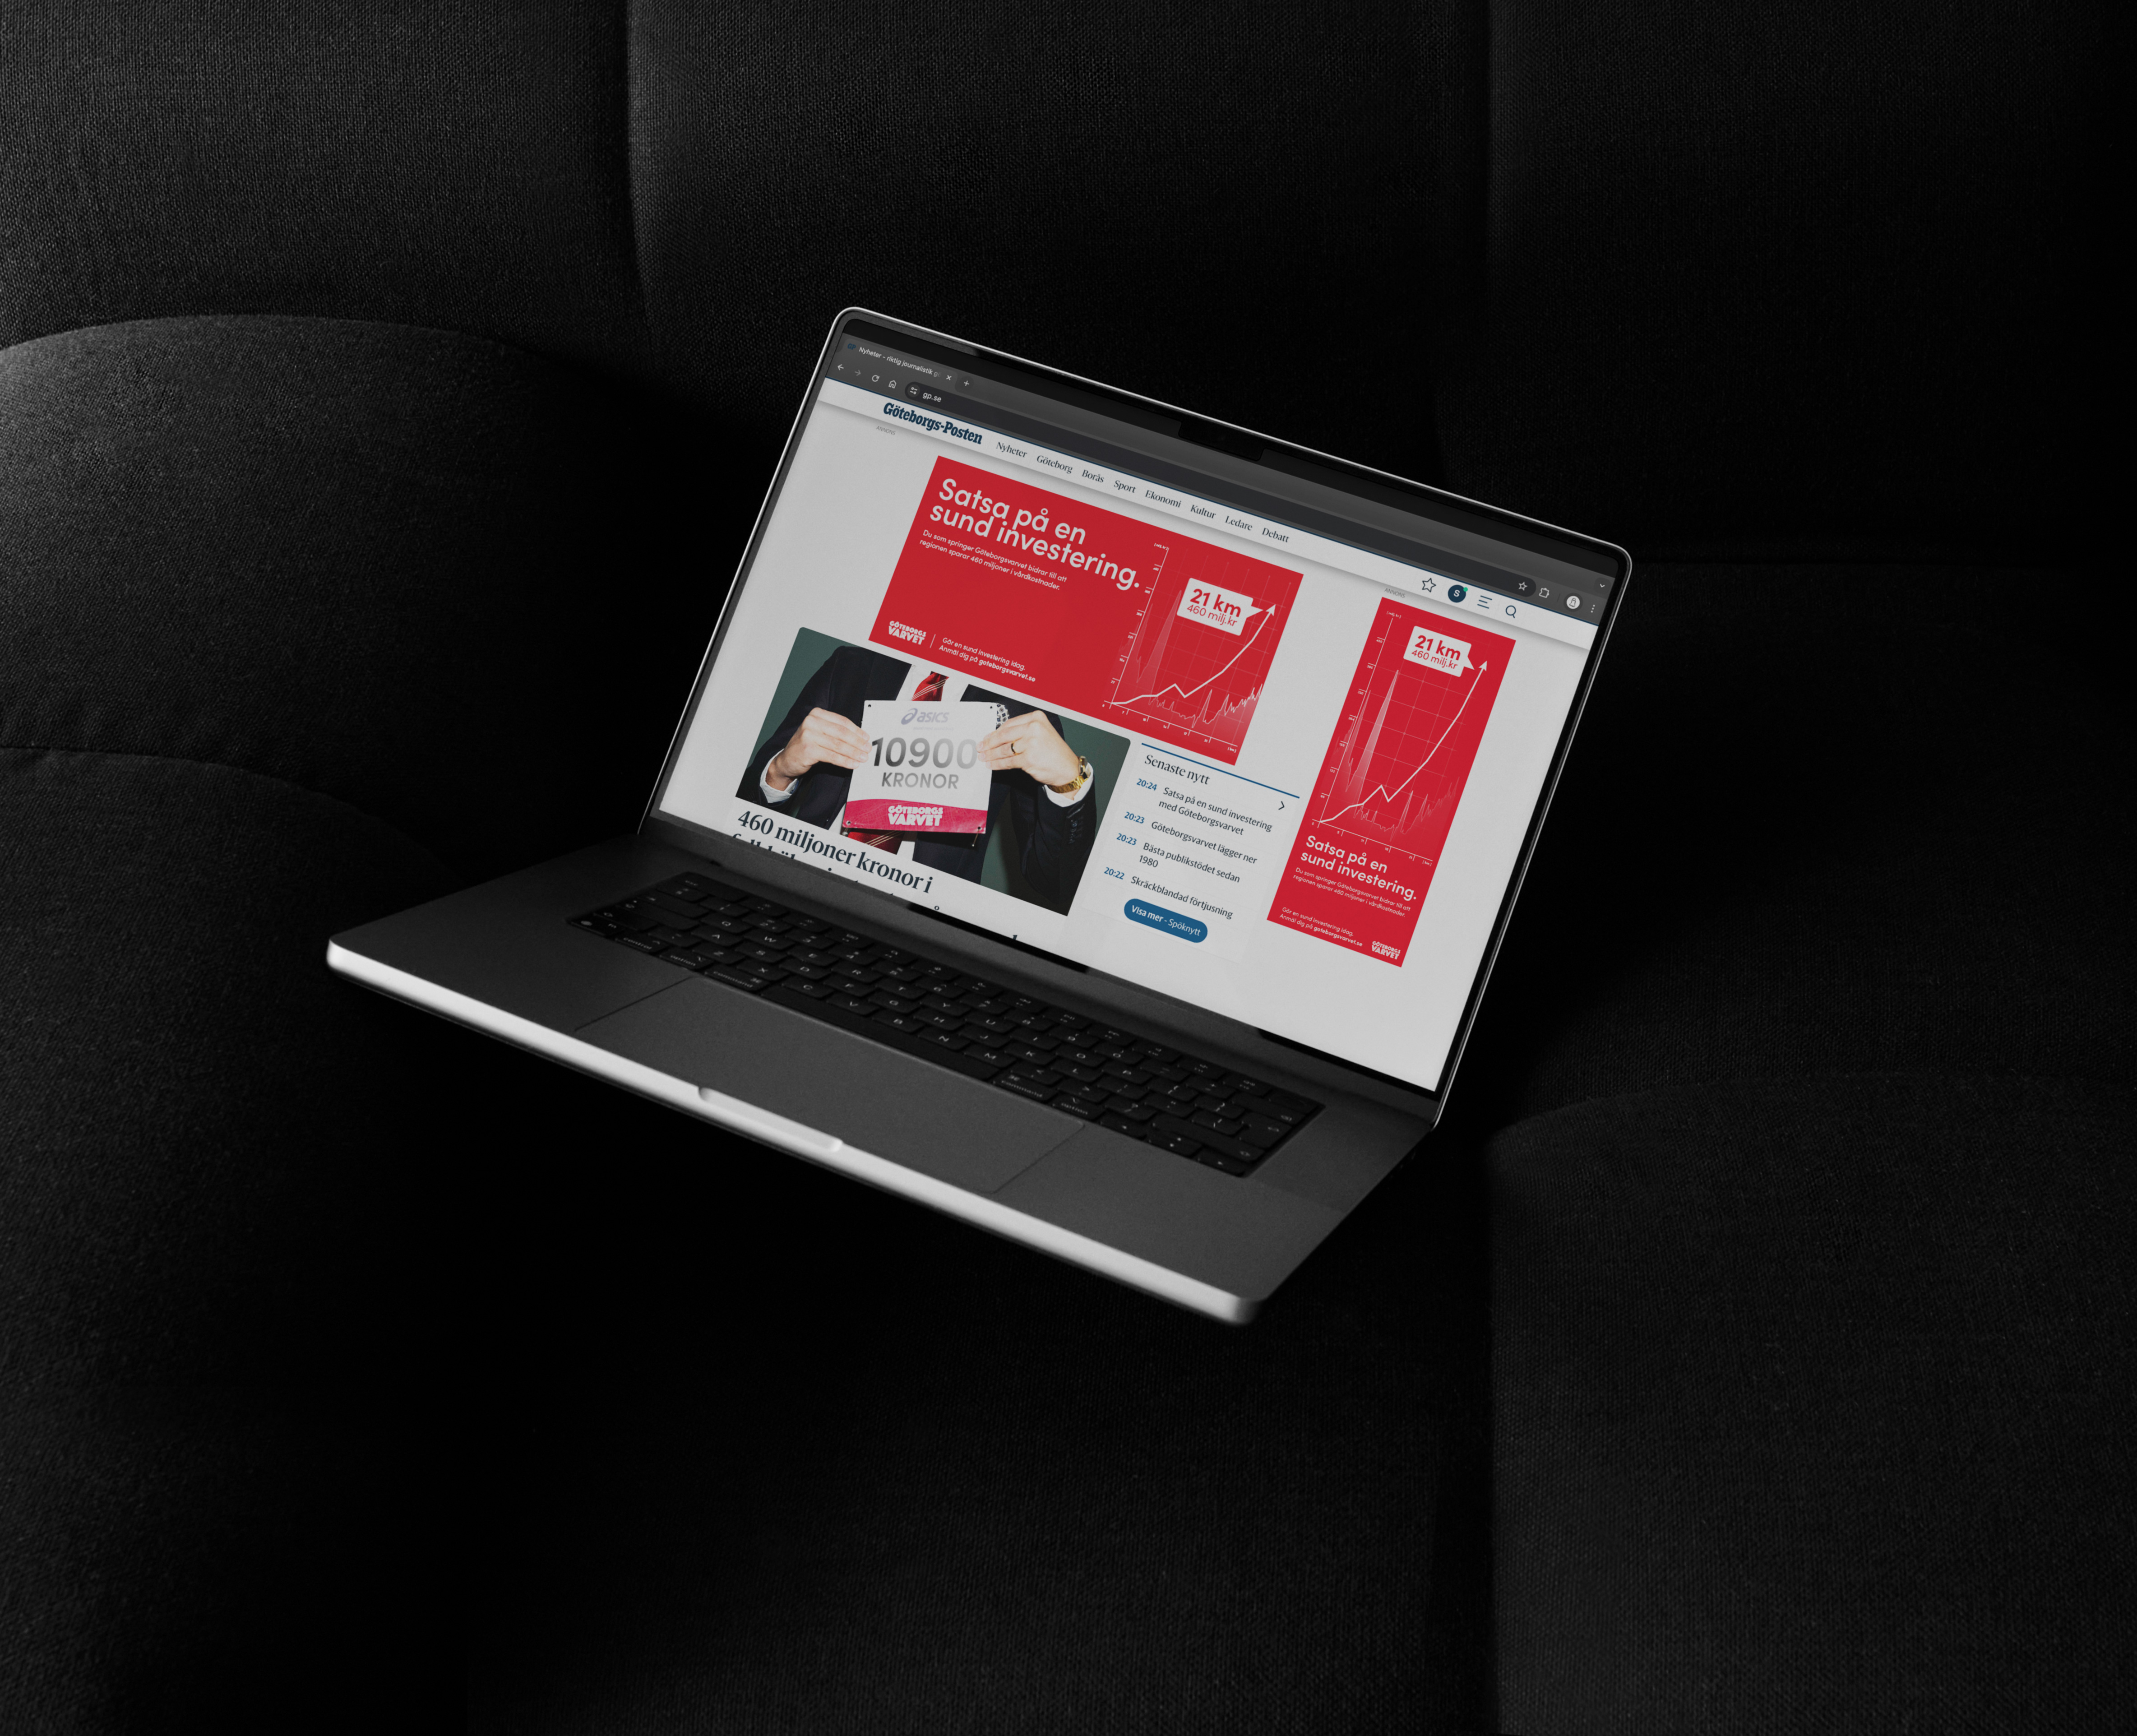 Nyheter - riktig journalistik
gp.se
Göteborgs-Posten
Nyheter Göteborg Borås Sport Ekonomi Kultur Ledare Debatt
S
ANNONS
Satsa på en
sund investering.
Du som springer Göteborgsvarvet bidrar till att
regionen sparar 460 miljoner i vårdkostnader.
21 km
460 milj.kr
GÖTEBORGS
VARVET
Gör en sund investering idag.
Anmäl dig på goteborgsvarvet.se
asics
10900
KRONOR
GÖTEBORGS
VARVET
460 miljoner kronor i
Senaste nytt
20:24 Satsa på en sund investering
med Göteborgsvarvet
20:23 Göteborgsvarvet lägger ner
20:23 Bästa publikstödet sedan
1980
20:22 Skräckblandad förtjusning
Visa mer - Spöknytt
ANNONS
21 km
460 milj.kr
Satsa på en
sund investering.
Du som springer Göteborgsvarvet bidrar till att
regionen sparar 460 miljoner i vårdkostnader.
Gör en sund investering idag.
Anmäl dig på goteborgsvarvet.se
GÖTEBORGS
VARVET